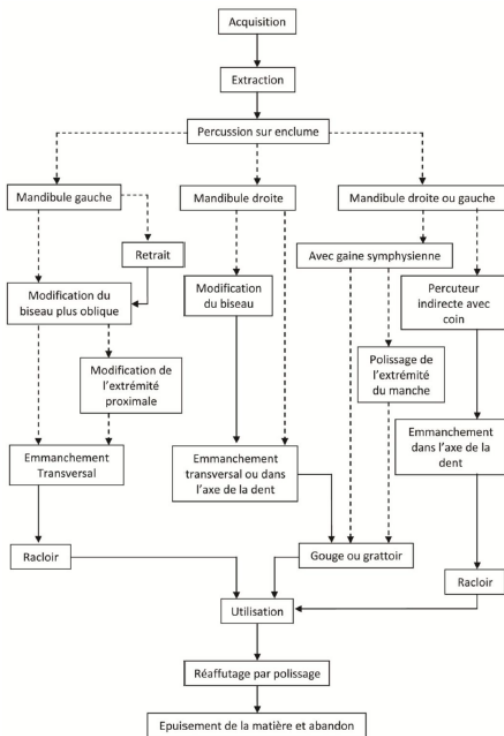 Acquisition
Extraction
Percussion sur enclume
Mandibule gauche
Mandibule droite
Mandibule droite ou gauche
Retrait
Avec gaine symphysienne
Modification du
biseau plus oblique
Modification
du biseau
Percuteur
indirecte avec
coin
Modification de
l'extrémité
proximale
Polissage de
l'extrémité
du manche
Emmanchement
Transversal
Emmanchement
transversal ou dans
l'axe de la dent
Emmanchement
dans l'axe de la
dent
Racloir
Gouge ou grattoir
Racloir
Utilisation
Réaffutage par polissage
Epuisement de la matière et abandon